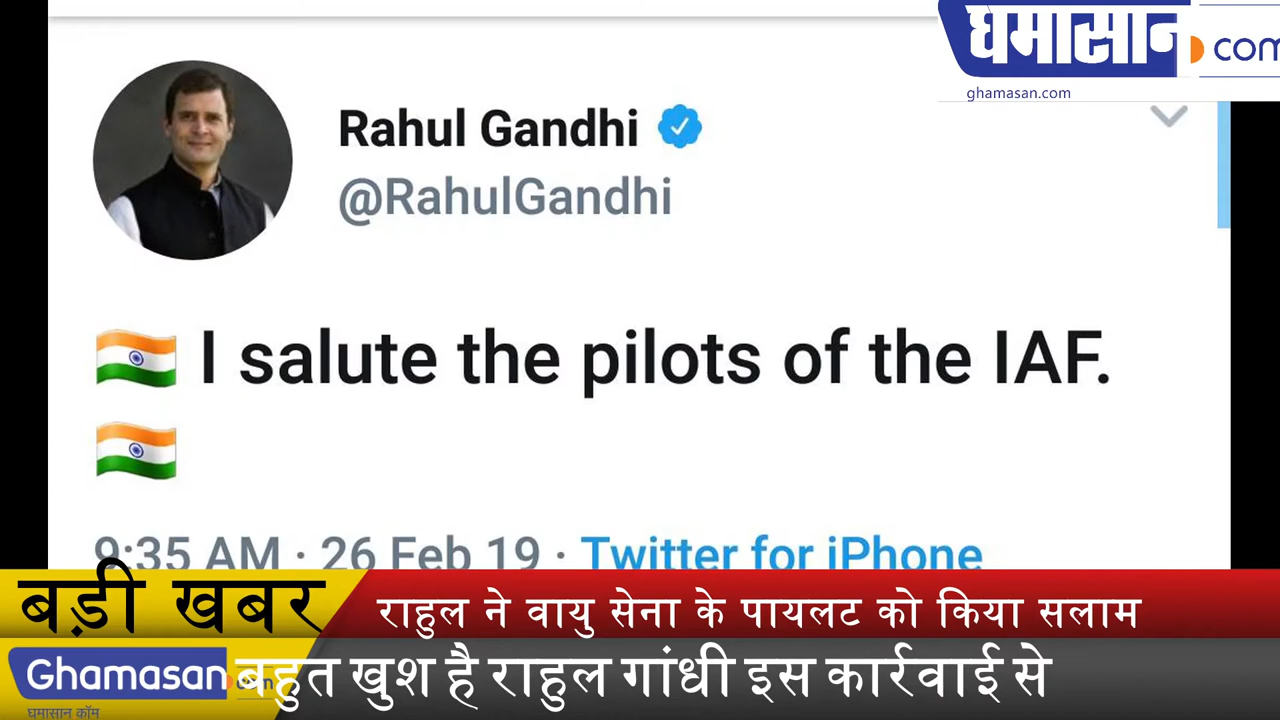 घमासान com
ghamasan.com
Rahul Gandhi
@RahulGandhi
I salute the pilots of the IAF.
9:35 AM · 26 Feb 19 · Twitter for iPhone
बड़ी खबर
राहुल ने वायु सेना के पायलट को किया सलाम
Ghamasan com
बहुत खुश है राहुल गांधी इस कार्रवाई से
घमासान कॉम